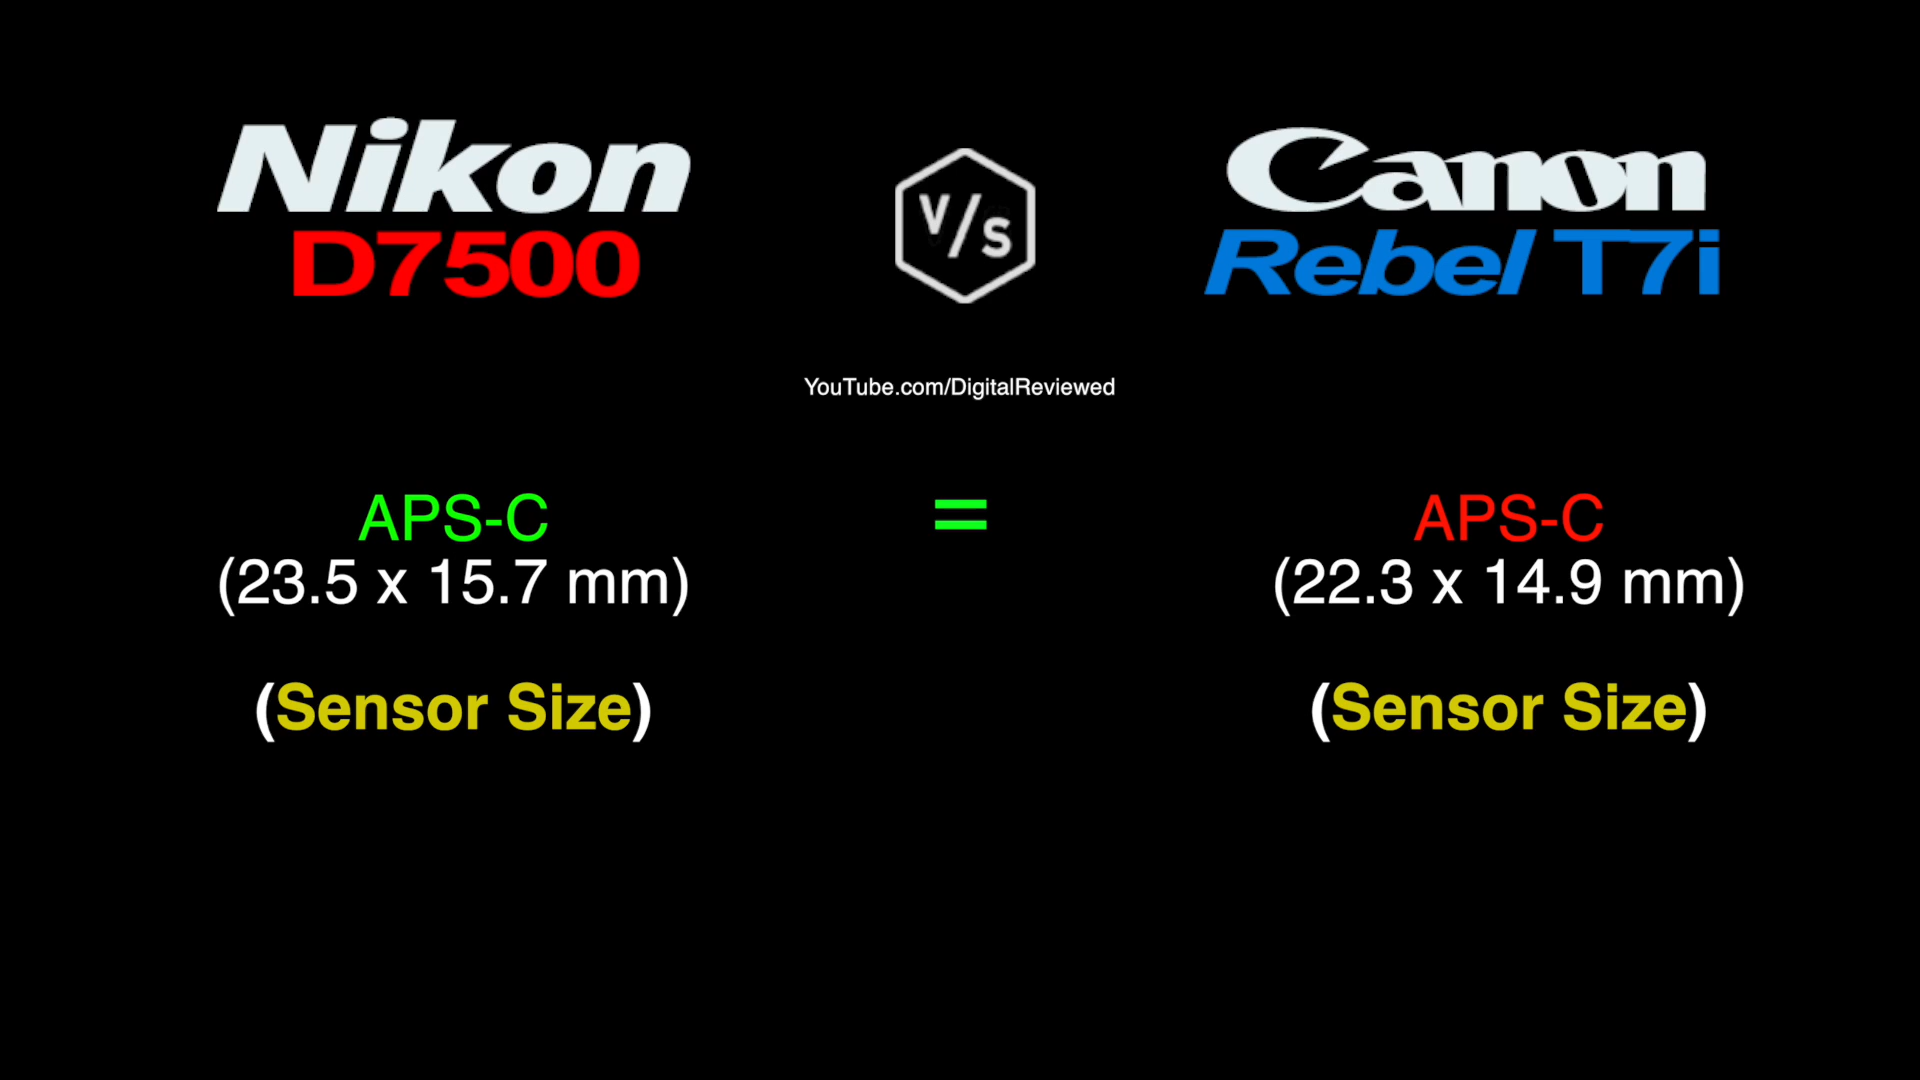 Nikon
D7500
V/S
Canon
Rebel T7i
YouTube.com/DigitalReviewed
APS-C
(23.5 x 15.7 mm)
(Sensor Size)
=
APS-C
(22.3 x 14.9 mm)
(Sensor Size)